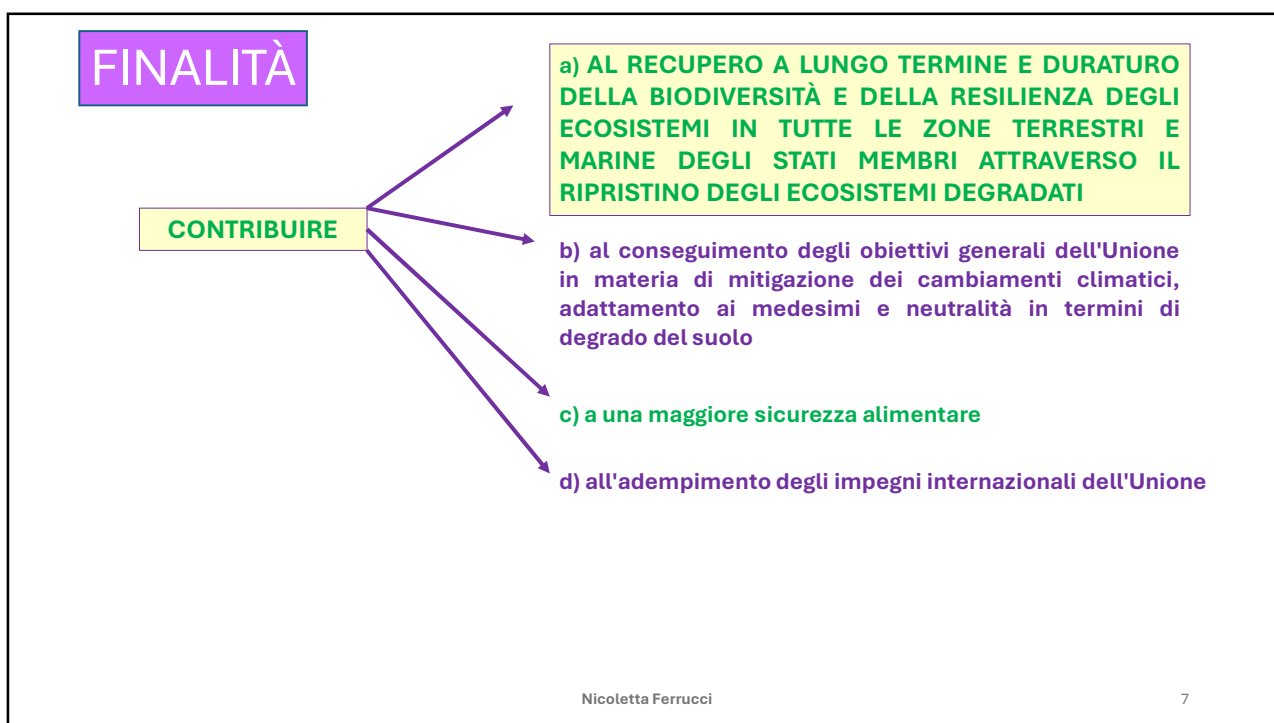 FINALITÀ
a) AL RECUPERO A LUNGO TERMINE E DURATURO
DELLA BIODIVERSITÀ E DELLA RESILIENZA DEGLI
ECOSISTEMI IN TUTTE LE ZONE TERRESTRI E
MARINE DEGLI STATI MEMBRI ATTRAVERSO IL
RIPRISTINO DEGLI ECOSISTEMI DEGRADATI
CONTRIBUIRE
b) al conseguimento degli obiettivi generali dell'Unione
in materia di mitigazione dei cambiamenti climatici,
adattamento ai medesimi e neutralità in termini di
degrado del suolo
c) a una maggiore sicurezza alimentare
d) all'adempimento degli impegni internazionali dell'Unione
Nicoletta Ferrucci
7